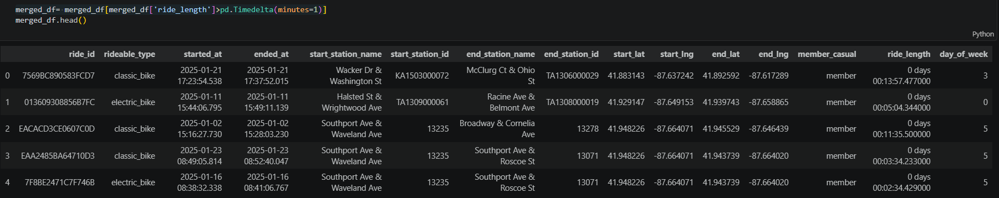 merged_df= merged_df[merged_df['ride_length']>pd.Timedelta(minutes=1)]
merged_df.head()
Python
ride_id rideable_type started_at ended_at start_station_name start_station_id end_station_name end_station_id start_lat start_lng end_lat end_lng member_casual ride_length day_of_week
0 7569BC890583FCD7 classic_bike 2025-01-21 17:23:54.538 2025-01-21 17:37:52.015 Wacker Dr & Washington St KA1503000072 McClurg Ct & Ohio St TA1306000029 41.883143 -87.637242 41.892592 -87.617289 member 0 days 00:13:57.477000 3
1 013609308856B7FC electric_bike 2025-01-11 15:44:06.795 2025-01-11 15:49:11.139 Halsted St & Wrightwood Ave TA1309000061 Racine Ave & Belmont Ave TA1308000019 41.929147 -87.649153 41.939743 -87.658865 member 0 days 00:05:04.344000 0
2 EACACD3CE0607C0D classic_bike 2025-01-02 15:16:27.730 2025-01-02 15:28:03.230 Southport Ave & Waveland Ave 13235 Broadway & Cornelia Ave 13278 41.948226 -87.664071 41.945529 -87.646439 member 0 days 00:11:35.500000 5
3 EAA2485BA64710D3 classic_bike 2025-01-23 08:49:05.814 2025-01-23 08:52:40.047 Southport Ave & Waveland Ave 13235 Southport Ave & Roscoe St 13071 41.948226 -87.664071 41.943739 -87.664020 member 0 days 00:03:34.233000 5
4 7F8BE2471C7F746B electric_bike 2025-01-16 08:38:32.338 2025-01-16 08:41:06.767 Southport Ave & Waveland Ave 13235 Southport Ave & Roscoe St 13071 41.948226 -87.664071 41.943739 -87.664020 member 0 days 00:02:34.429000 5